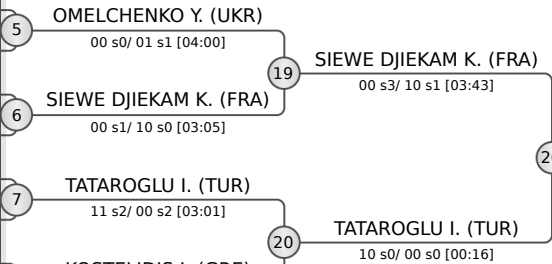 OMELCHENKO Y. (UKR)
5
00 s0/ 01 s1 [04:00]
19
SIEWE DJIEKAM K. (FRA)
00 s3/ 10 s1 [03:43]
SIEWE DJIEKAM K. (FRA)
6
00 s1/ 10 s0 [03:05]
TATAROGLU I. (TUR)
7
11 s2/ 00 s2 [03:01]
20
TATAROGLU I. (TUR)
10 s0/ 00 s0 [00:16]